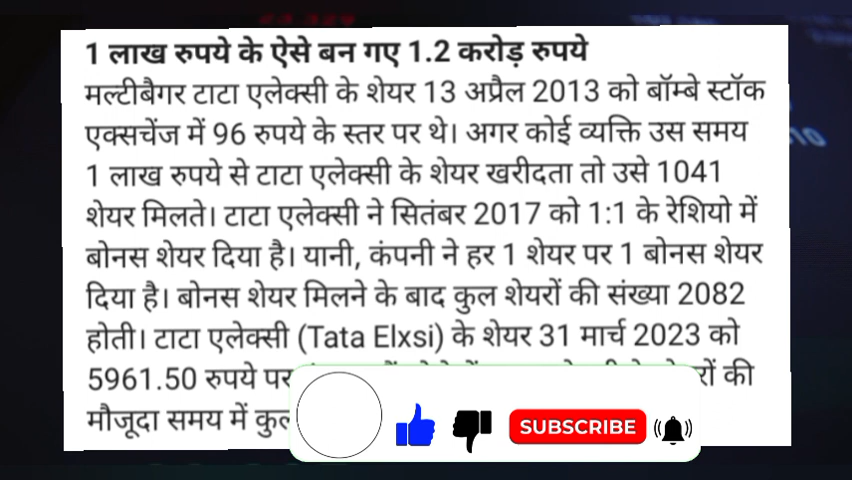 1 लाख रुपये के ऐसे बन गए 1.2 करोड़ रुपये
मल्टीबैगर टाटा एलेक्सी के शेयर 13 अप्रैल 2013 को बॉम्बे स्टॉक
एक्सचेंज में 96 रुपये के स्तर पर थे। अगर कोई व्यक्ति उस समय
1 लाख रुपये से टाटा एलेक्सी के शेयर खरीदता तो उसे 1041
शेयर मिलते। टाटा एलेक्सी ने सितंबर 2017 को 1:1 के रेशियो में
बोनस शेयर दिया है। यानी, कंपनी ने हर 1 शेयर पर 1 बोनस शेयर
दिया है। बोनस शेयर मिलने के बाद कुल शेयरों की संख्या 2082
होती। टाटा एलेक्सी (Tata Elxsi) के शेयर 31 मार्च 2023 को
5961.50 रुपये पर की
मौजूदा समय में
SUBSCRIBE